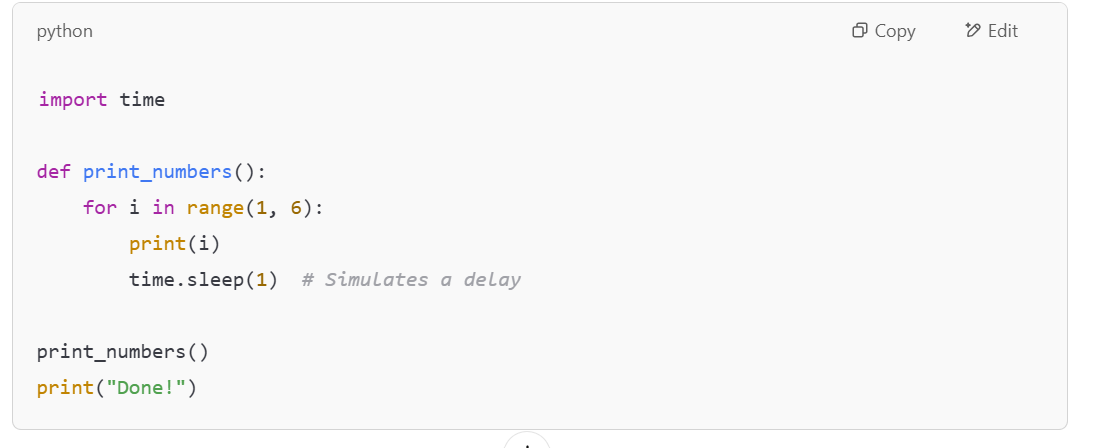 python
Copy
Edit
import time
def print_numbers():
    for i in range(1, 6):
        print(i)
        time.sleep(1)  # Simulates a delay
print_numbers()
print("Done!")